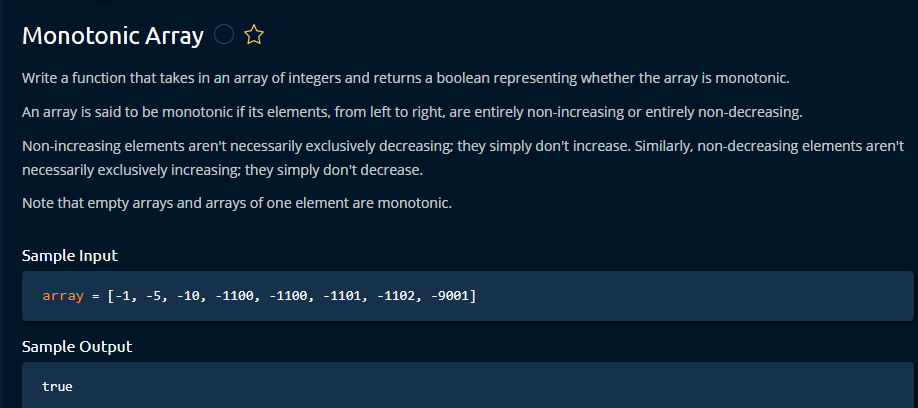 Monotonic Array
Write a function that takes in an array of integers and returns a boolean representing whether the array is monotonic.
An array is said to be monotonic if its elements, from left to right, are entirely non-increasing or entirely non-decreasing.
Non-increasing elements aren't necessarily exclusively decreasing; they simply don't increase. Similarly, non-decreasing elements aren't
necessarily exclusively increasing; they simply don't decrease.
Note that empty arrays and arrays of one element are monotonic.
Sample Input
array = [-1, -5, -10, -1100, -1100, -1101, -1102, -9001]
Sample Output
true